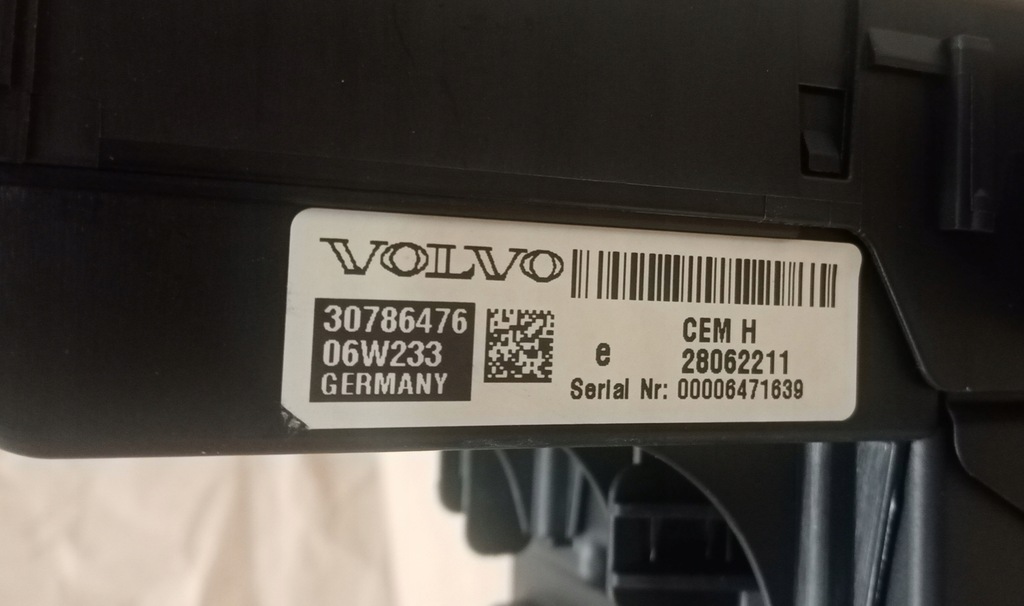 VOLVO
30786476
06W233
GERMANY
e
CEM H
28062211
Serial Nr: 00006471639